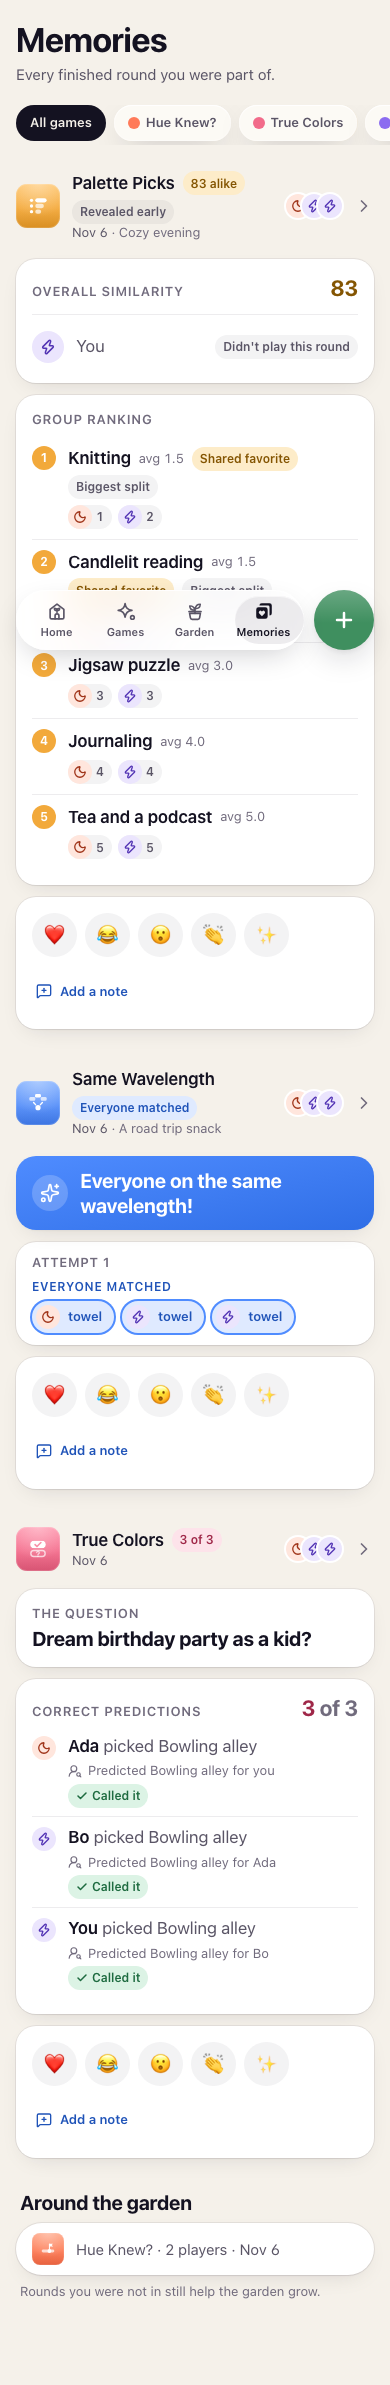 Memories
Every finished round you were part of.
All games
Hue Knew?
True Colors
Palette Picks
83 alike
Revealed early
Nov 6 · Cozy evening
OVERALL SIMILARITY
83
You
Didn't play this round
GROUP RANKING
1
Knitting
avg 1.5
Shared favorite
Biggest split
1
2
2
Candlelit reading
avg 1.5
Shared favorite
Biggest split
Home
Games
Garden
Memories
3
Jigsaw puzzle
avg 3.0
3
3
4
Journaling
avg 4.0
4
4
5
Tea and a podcast
avg 5.0
5
5
Add a note
Same Wavelength
Everyone matched
Nov 6 · A road trip snack
Everyone on the same
wavelength!
ATTEMPT 1
EVERYONE MATCHED
towel
towel
towel
Add a note
True Colors
3 of 3
Nov 6
THE QUESTION
Dream birthday party as a kid?
CORRECT PREDICTIONS
3 of 3
Ada picked Bowling alley
Predicted Bowling alley for you
Called it
Bo picked Bowling alley
Predicted Bowling alley for Ada
Called it
You picked Bowling alley
Predicted Bowling alley for Bo
Called it
Add a note
Around the garden
Hue Knew? · 2 players · Nov 6
Rounds you were not in still help the garden grow.